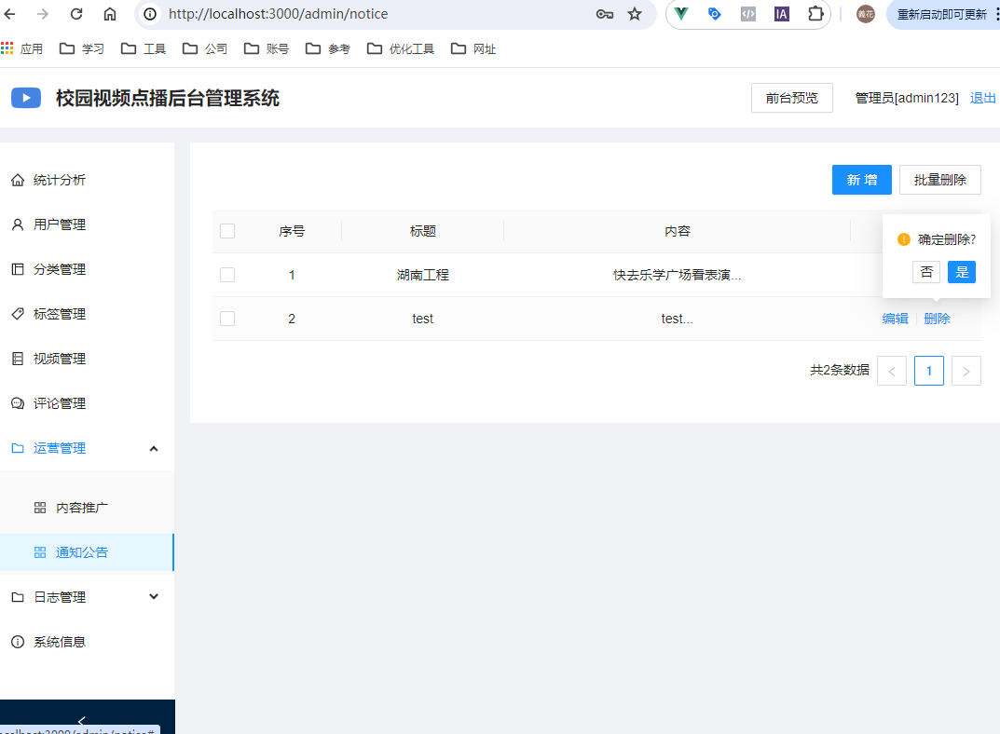 http://localhost:3000/admin/notice
IA
義花
重新启动即可更新
应用 学习 工具 公司 账号 参考 优化工具 网址
校园视频点播后台管理系统
前台预览 管理员[admin123] 退出
统计分析
用户管理
分类管理
标签管理
视频管理
评论管理
运营管理
内容推广
通知公告
日志管理
系统信息
新 增 批量删除
序号 标题 内容
1 湖南工程 快去乐学广场看表演...
2 test test... 编辑 删除
! 确定删除?
否 是
共2条数据 < 1 >
ocalhost:3000/admin/notice#